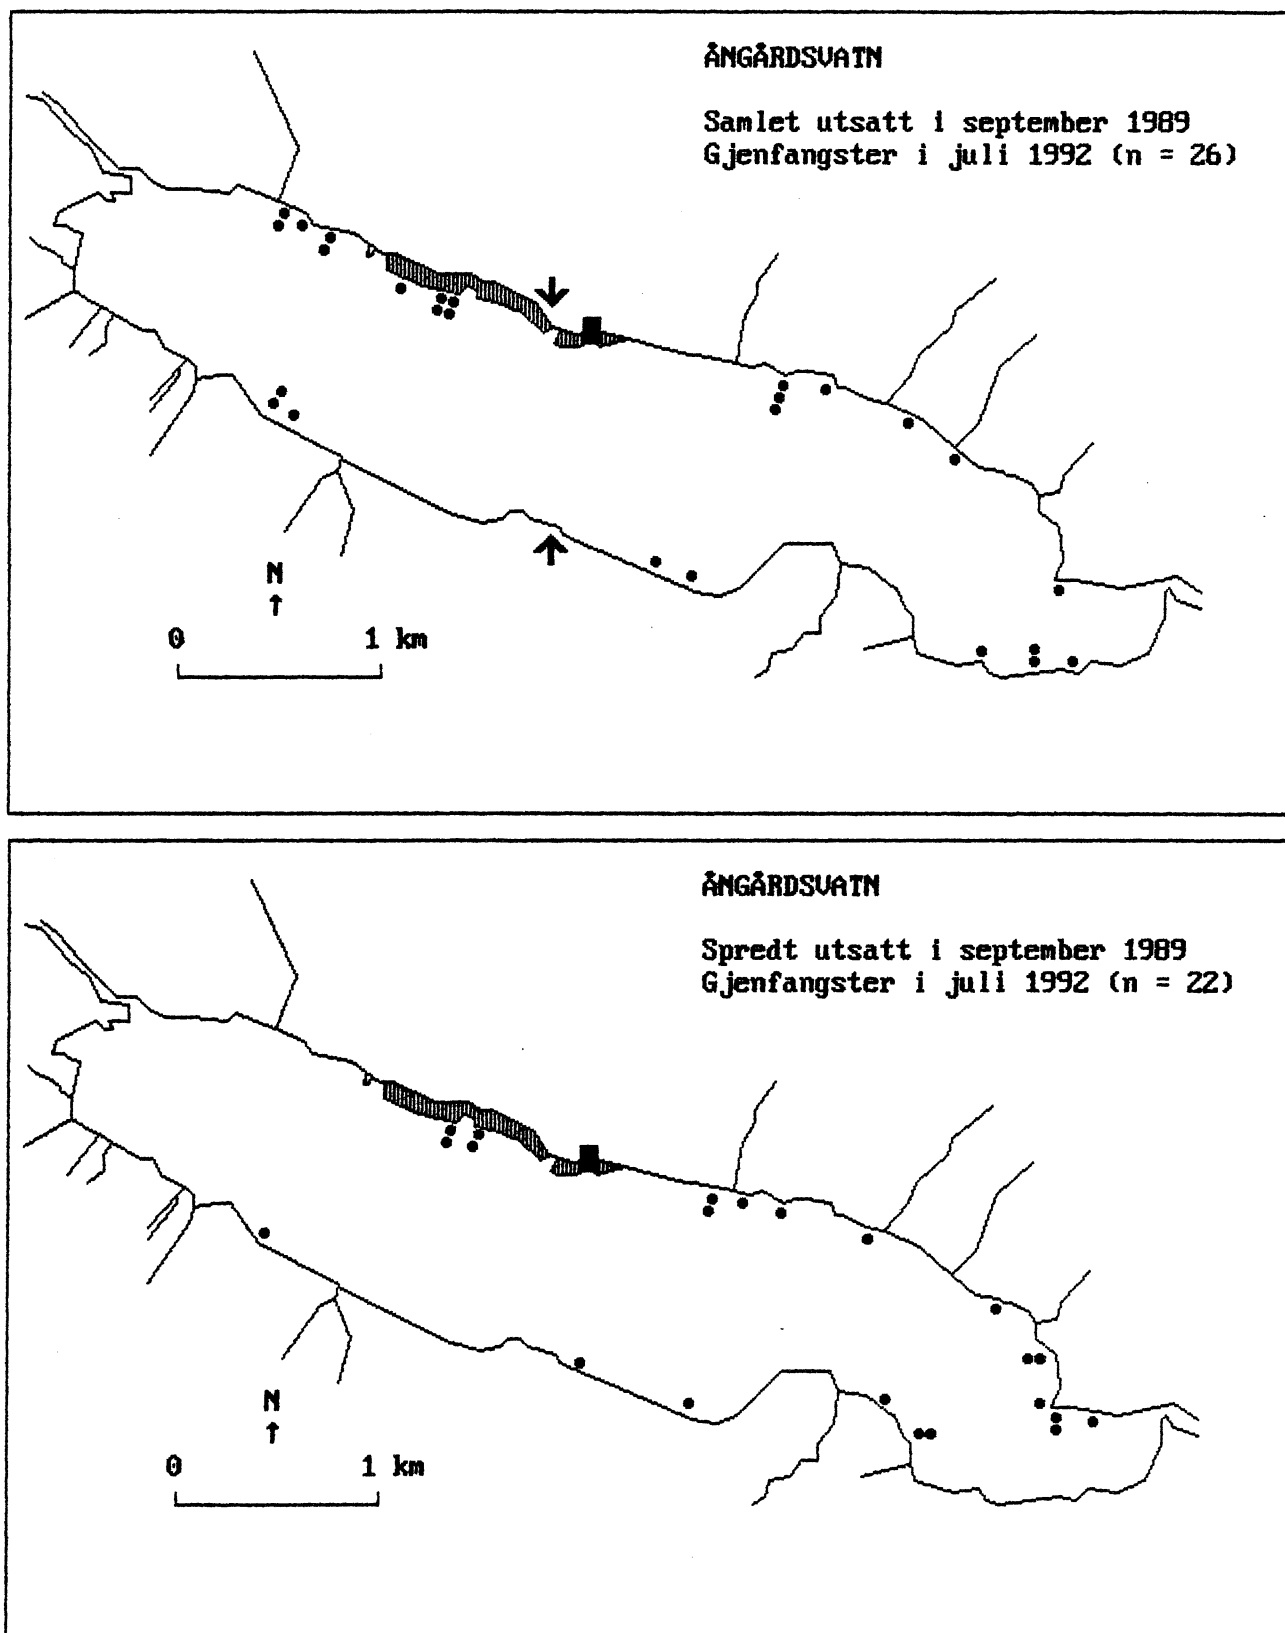 ÅNGÅRDSVATN
Samlet utsatt i september 1989
Gjenfangster i juli 1992 (n = 26)
N
0 1 km
ÅNGÅRDSVATN
Spredt utsatt i september 1989
Gjenfangster i juli 1992 (n = 22)
N
0 1 km